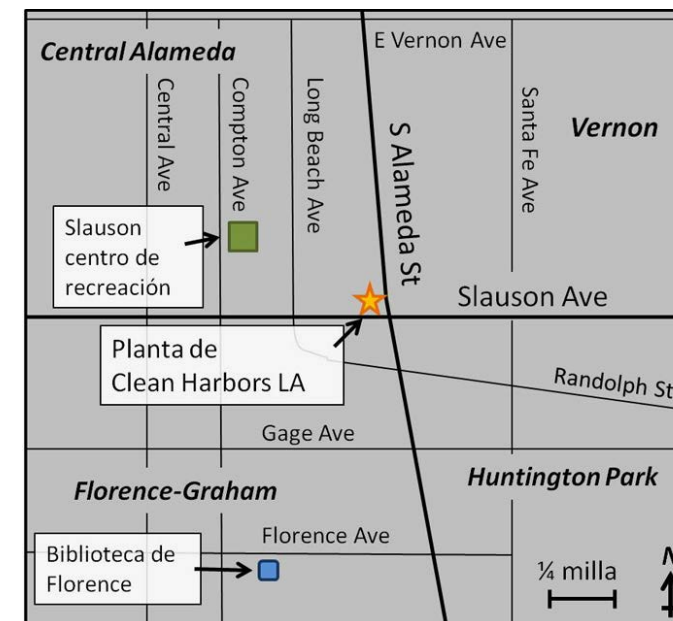 E Vernon Ave
Central Alameda
Central Ave
Compton Ave
Long Beach Ave
S Alameda St
Santa Fe Ave
Vernon
Slauson
centro de
recreación
Slauson Ave
Planta de
Clean Harbors LA
Randolph St
Gage Ave
Florence-Graham
Huntington Park
Florence Ave
Biblioteca de
Florence
¼ milla
N